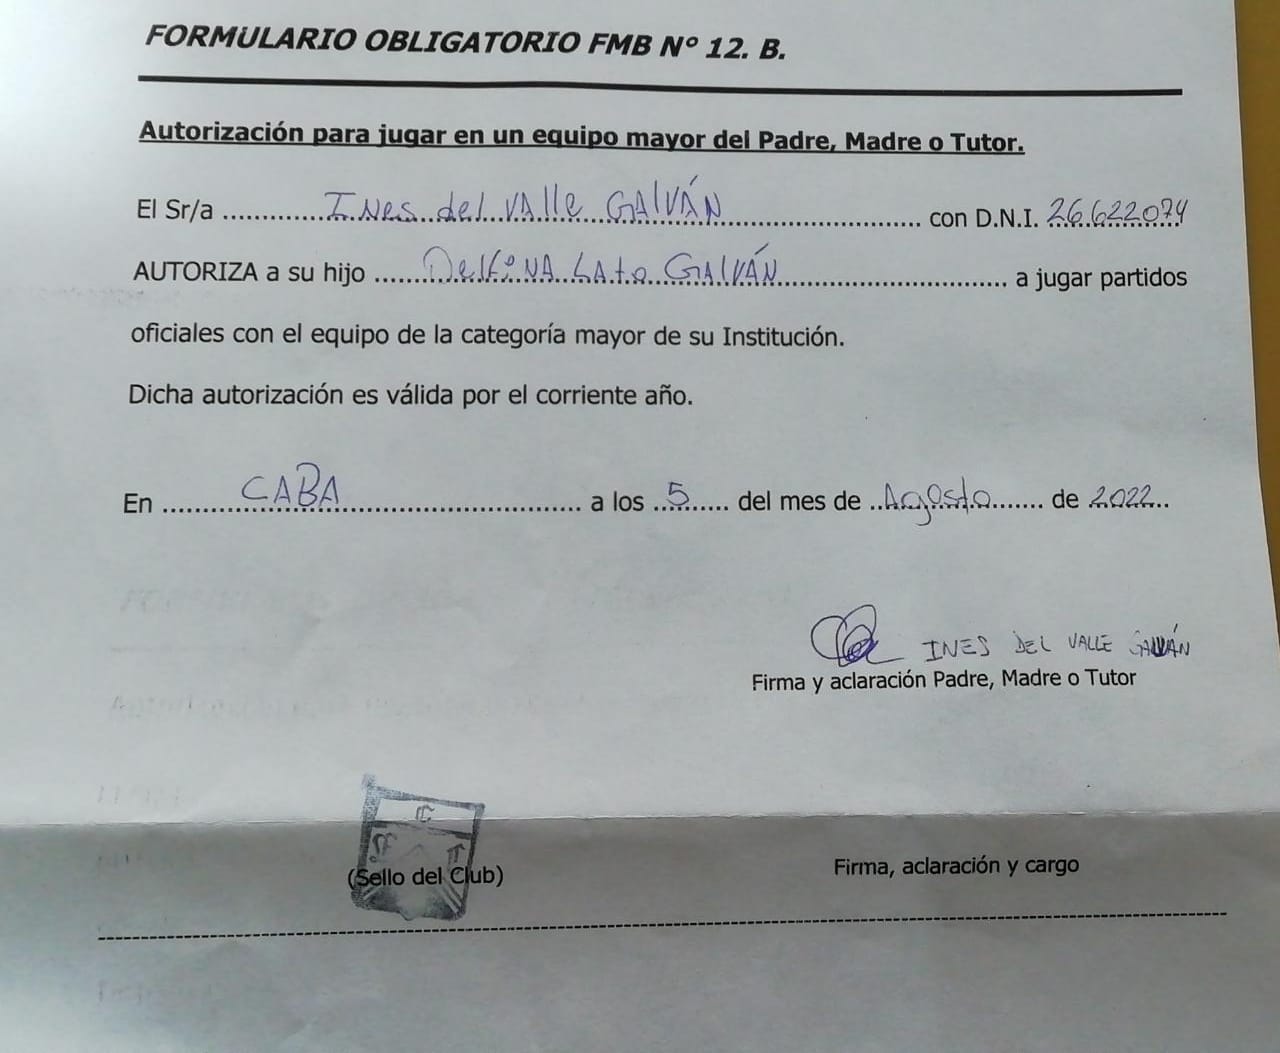 FORMULARIO OBLIGATORIO FMB Nº 12. B.
Autorización para jugar en un equipo mayor del Padre, Madre o Tutor.
El Sr/a ............. Ines del Valle GALVÁN ............. con D.N.I. 26.622.074
AUTORIZA a su hijo ...... Delfina Lato GALVÁN ............. a jugar partidos
oficiales con el equipo de la categoría mayor de su Institución.
Dicha autorización es válida por el corriente año.
En ......... CABA ............. a los ..5..... del mes de ..Agosto....... de 2022..
INES DEL VALLE GALVÁN
Firma y aclaración Padre, Madre o Tutor
(Sello del Club) Firma, aclaración y cargo